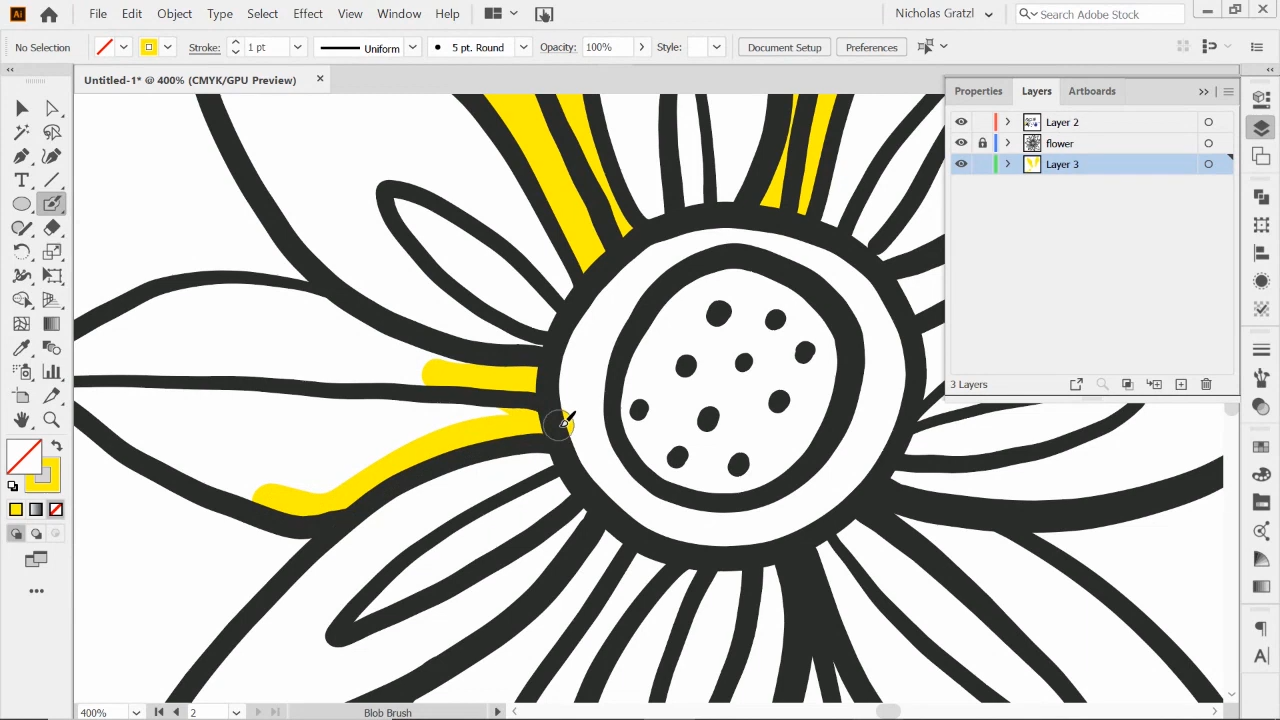 Ai File Edit Object Type Select Effect View Window Help Nicholas Gratzl Search Adobe Stock
No Selection Stroke: 1 pt Uniform 5 pt. Round Opacity: 100% Style: Document Setup Preferences
Untitled-1* @ 400% (CMYK/GPU Preview)
Properties Layers Artboards
Layer 2
flower
Layer 3
3 Layers
400% 2 Blob Brush